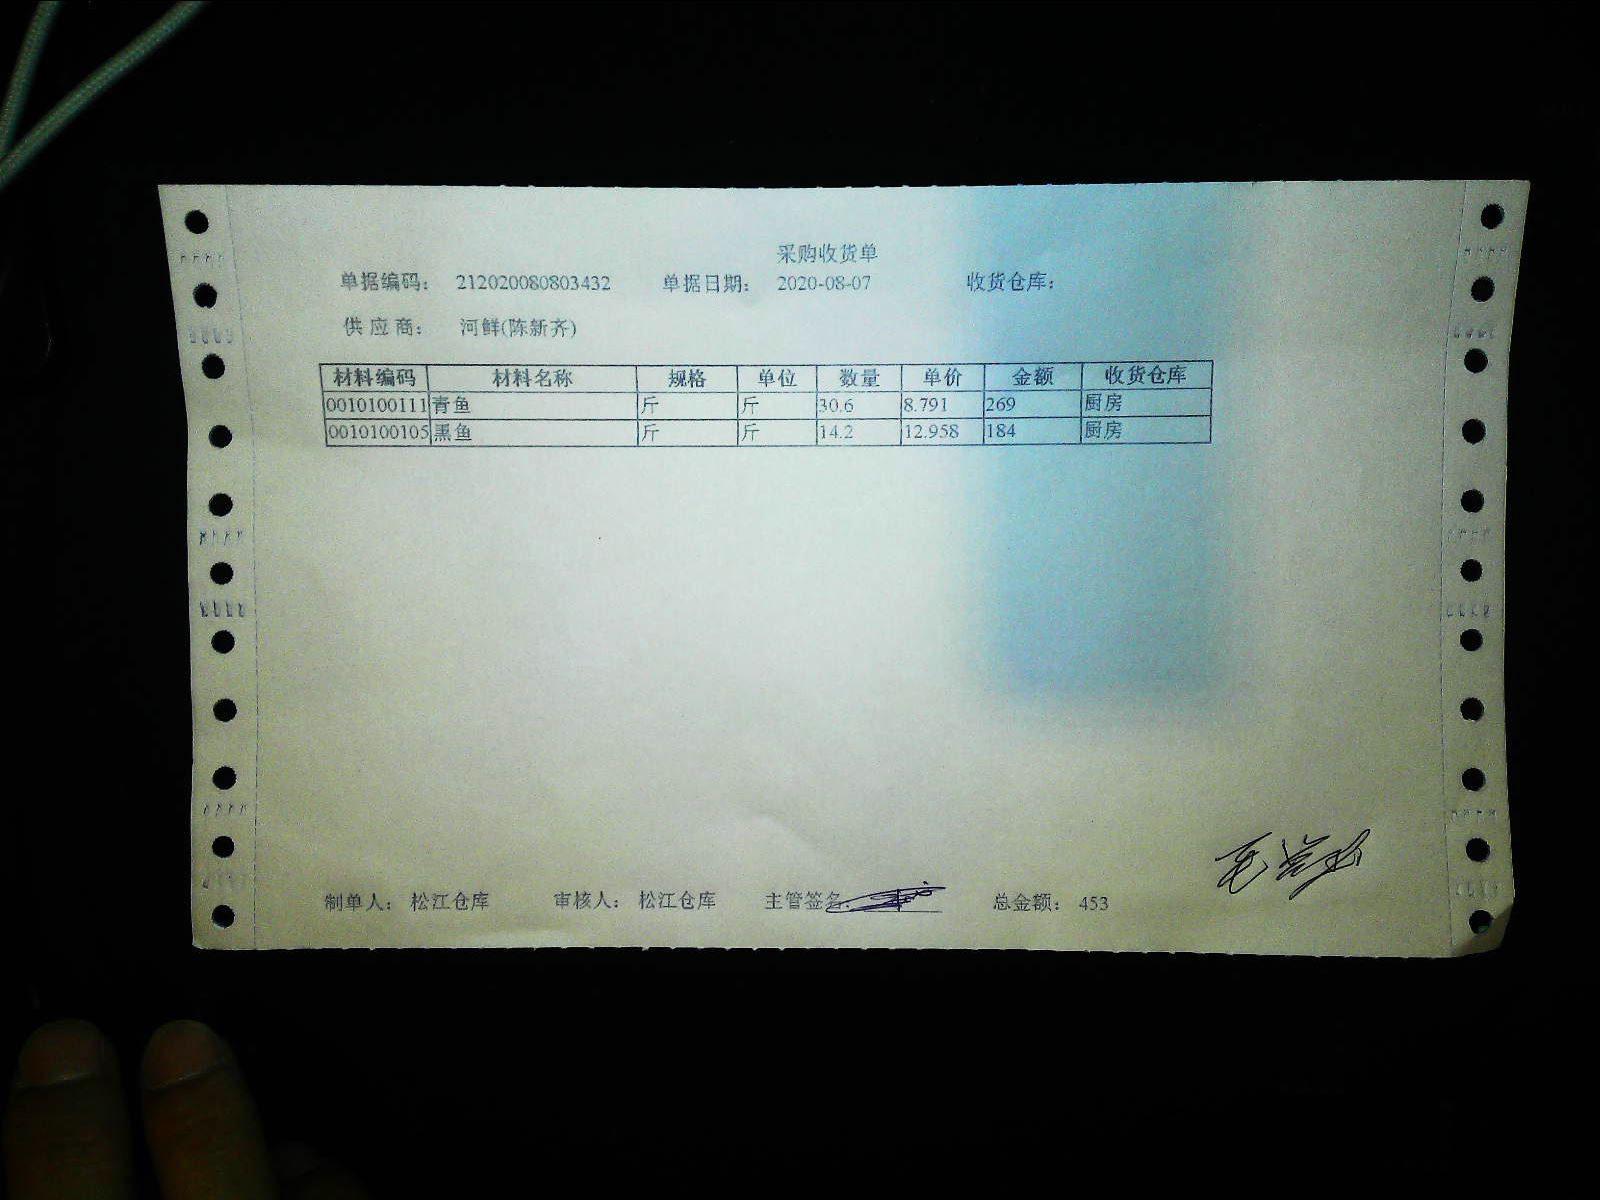 采购收货单
单据编码： 212020080803432 单据日期： 2020-08-07 收货仓库：
供应商： 河鲜(陈新齐)
材料编码 材料名称 规格 单位 数量 单价 金额 收货仓库
0010100111 青鱼 斤 斤 30.6 8.791 269 厨房
0010100105 黑鱼 斤 斤 14.2 12.958 184 厨房
制单人： 松江仓库 审核人： 松江仓库 主管签名: 总金额： 453